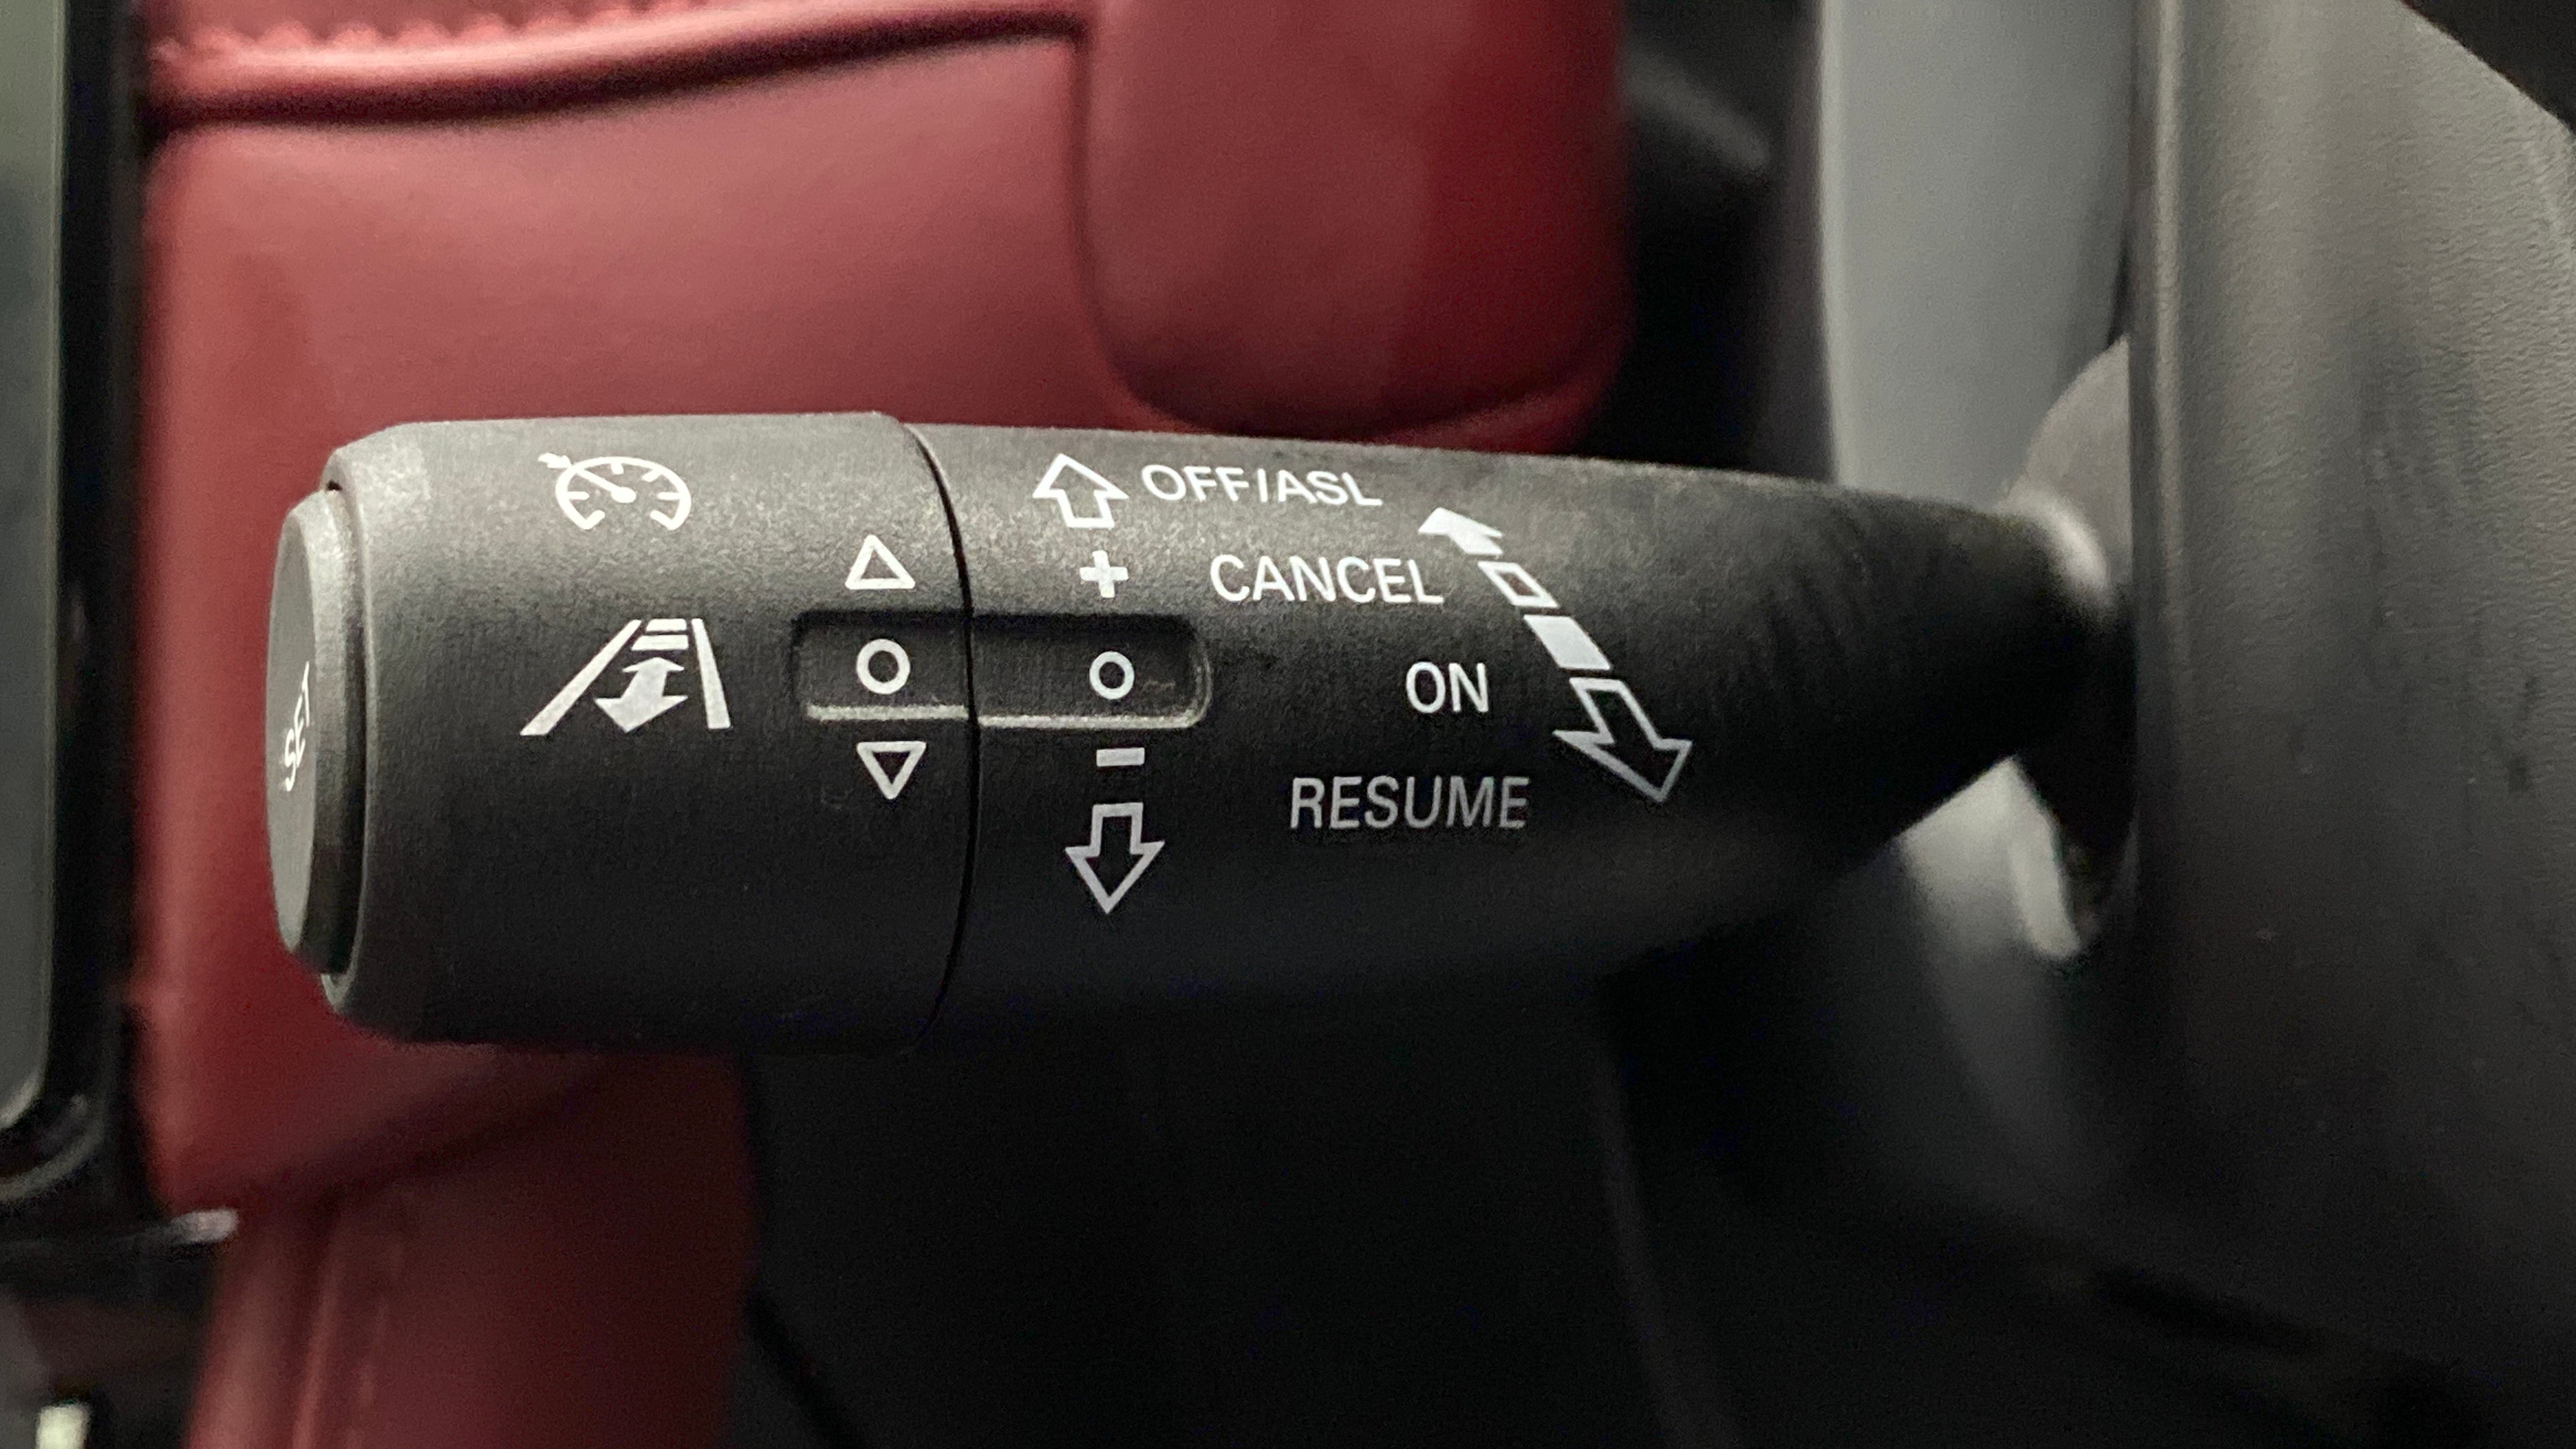 SET
OFF/ASL
+
CANCEL
ON
-
RESUME